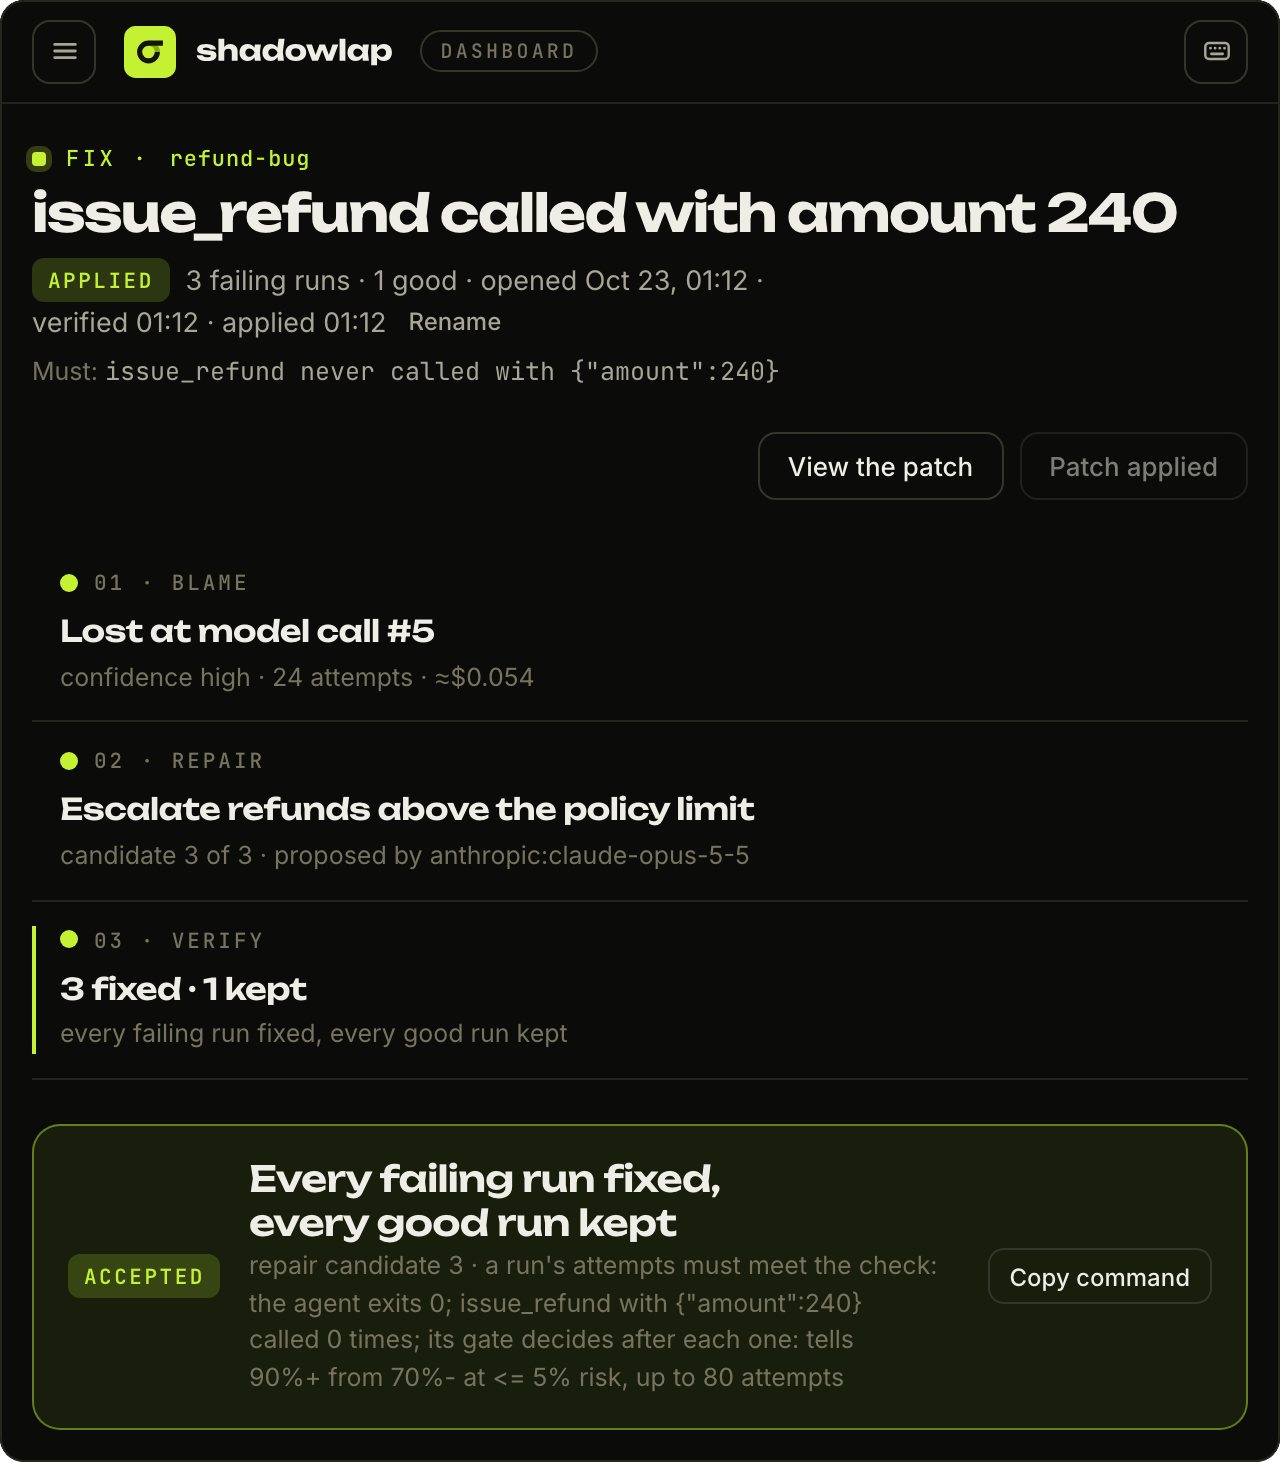 shadowlap
DASHBOARD
FIX · refund-bug
issue_refund called with amount 240
APPLIED 3 failing runs · 1 good · opened Oct 23, 01:12 ·
verified 01:12 · applied 01:12 Rename
Must: issue_refund never called with {"amount":240}
View the patch
Patch applied
01 · BLAME
Lost at model call #5
confidence high · 24 attempts · ≈$0.054
02 · REPAIR
Escalate refunds above the policy limit
candidate 3 of 3 · proposed by anthropic:claude-opus-5-5
03 · VERIFY
3 fixed · 1 kept
every failing run fixed, every good run kept
ACCEPTED
Every failing run fixed,
every good run kept
repair candidate 3 · a run's attempts must meet the check:
the agent exits 0; issue_refund with {"amount":240}
called 0 times; its gate decides after each one: tells
90%+ from 70%- at <= 5% risk, up to 80 attempts
Copy command